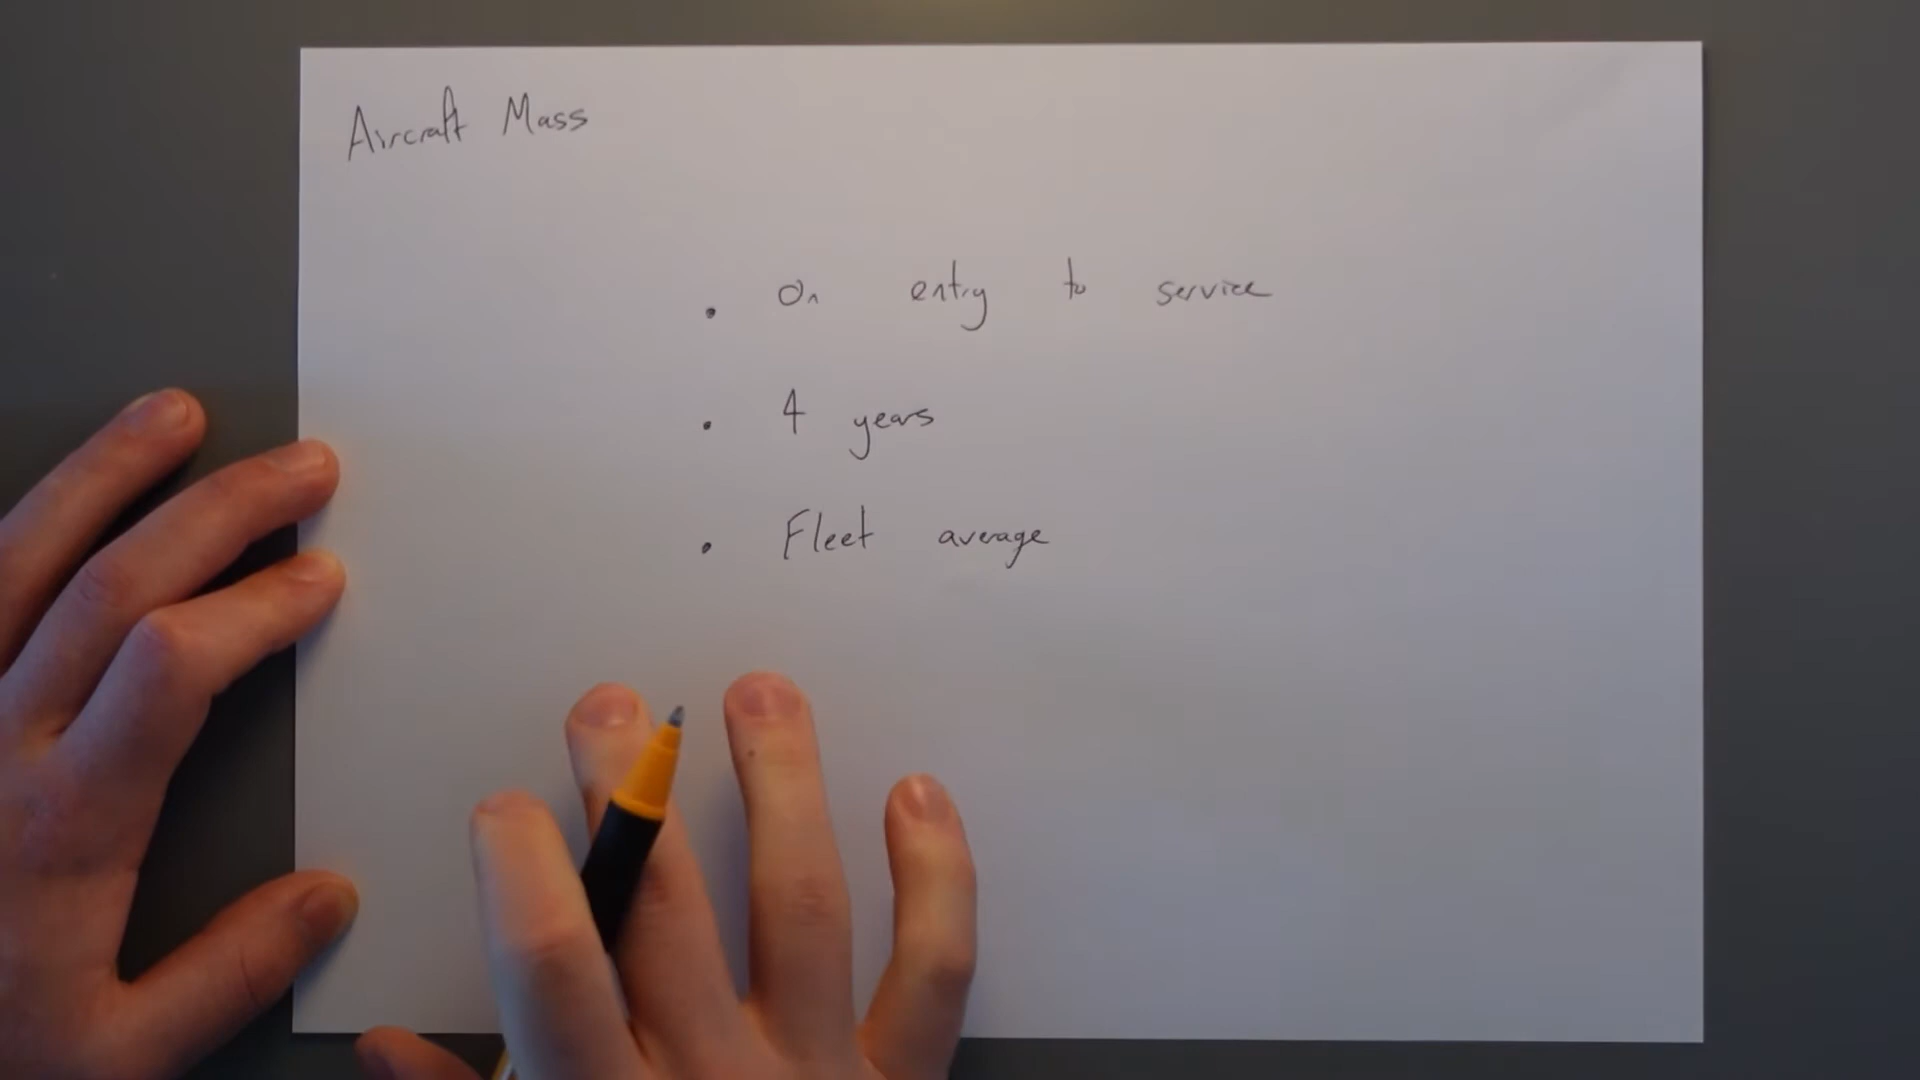 Aircraft Mass
• On entry to service
• 4 years
• Fleet average